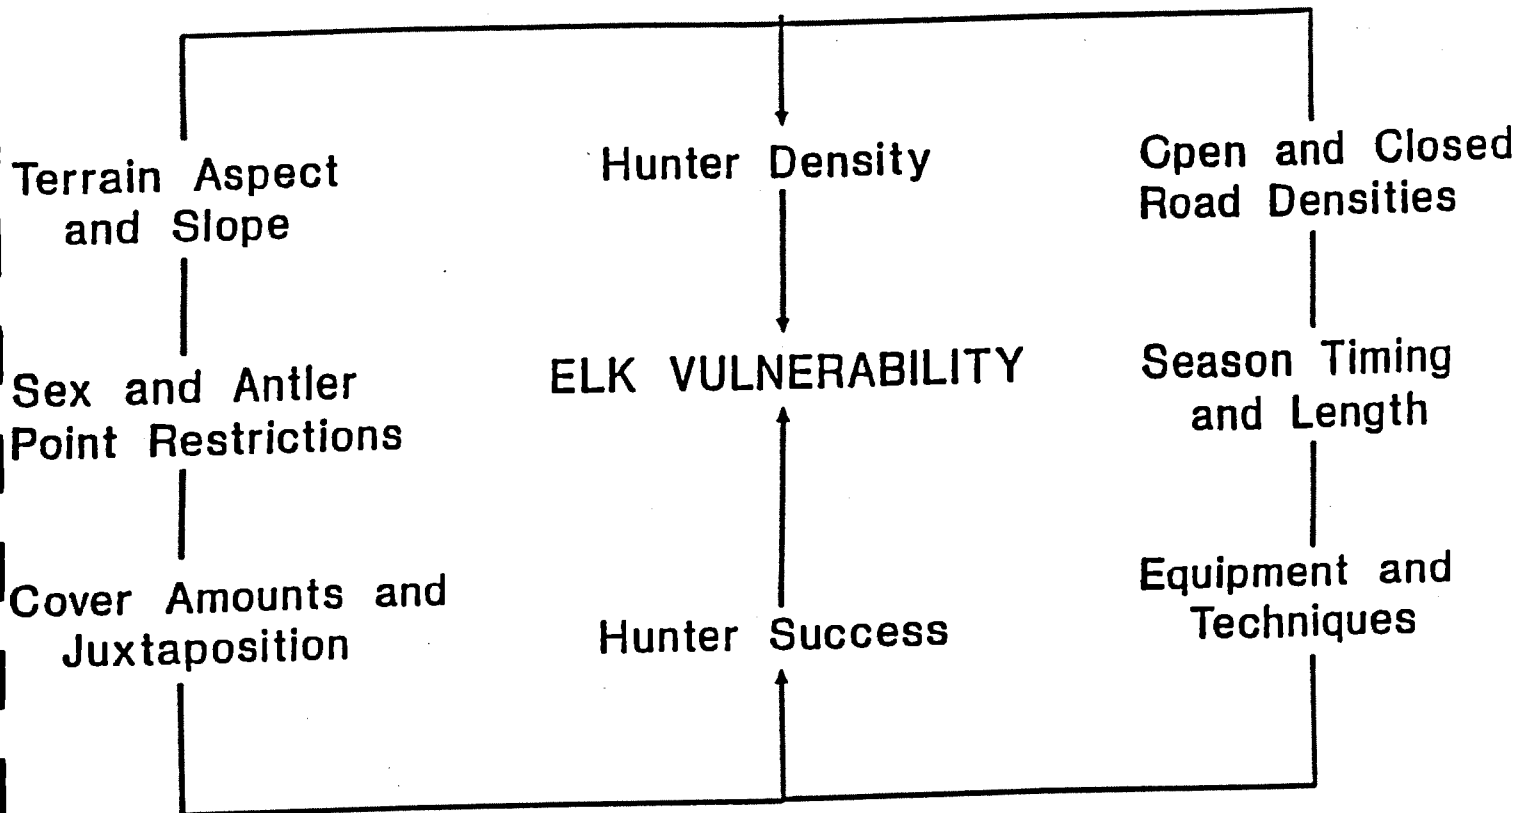 Terrain Aspect
and Slope
Hunter Density
Open and Closed
Road Densities
Sex and Antler
Point Restrictions
ELK VULNERABILITY
Season Timing
and Length
Cover Amounts and
Juxtaposition
Hunter Success
Equipment and
Techniques